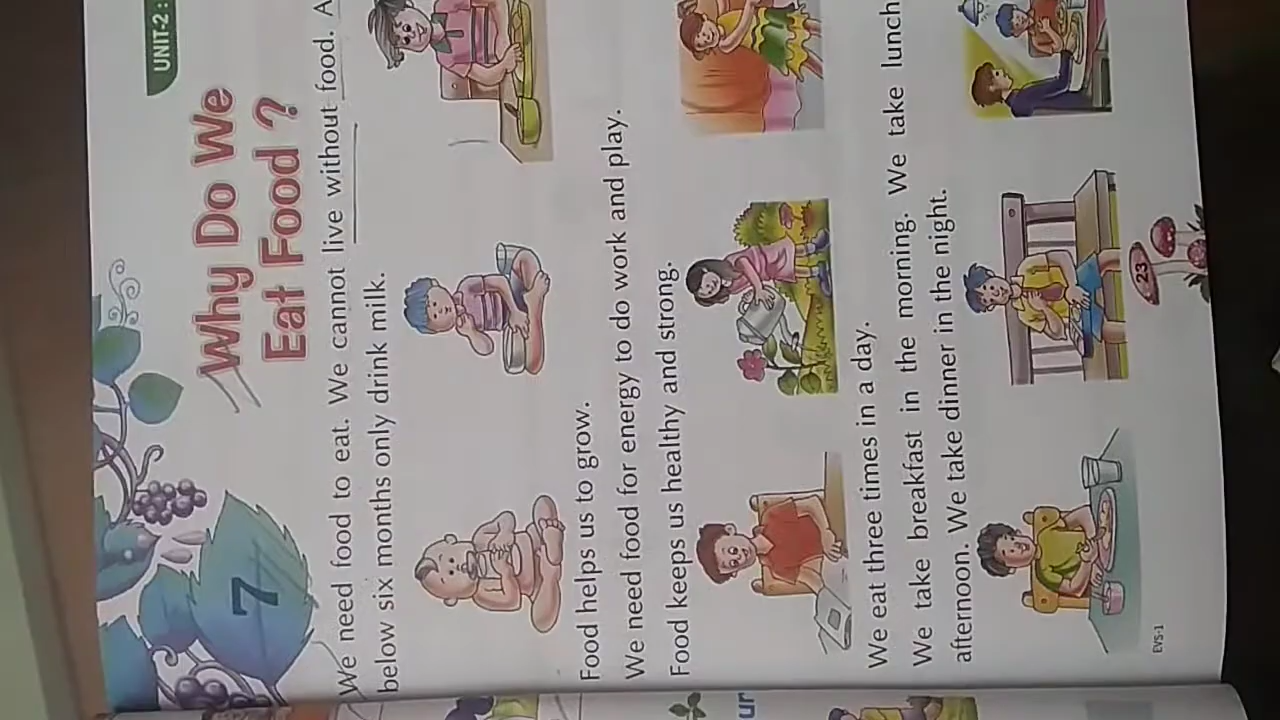 UNIT-2 :
7
Why Do We
Eat Food ?
We need food to eat. We cannot live without food. A
below six months only drink milk.
Food helps us to grow.
We need food for energy to do work and play.
Food keeps us healthy and strong.
We eat three times in a day.
We take breakfast in the morning. We take lunch
afternoon. We take dinner in the night.
EVS-1
23
ur